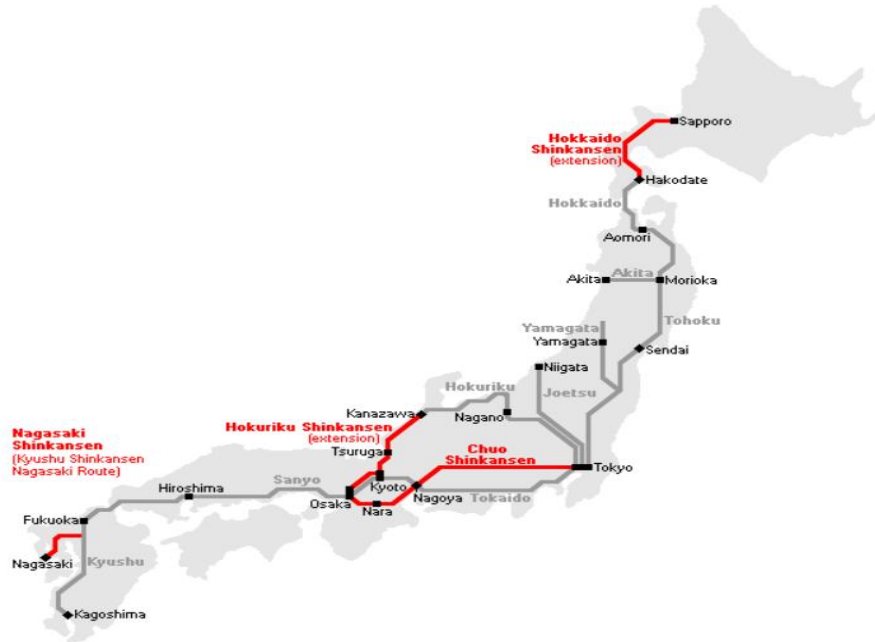 Sapporo
Hokkaido
Shinkansen
(extension)
Hakodate
Hokkaido
Aomori
Akita
Akita
Morioka
Yamagata
Tohoku
Yamagata
Sendai
Niigata
Hokuriku
Joetsu
Kanazawa
Nagano
Hokuriku Shinkansen
(extension)
Nagasaki
Shinkansen
(Kyushu Shinkansen
Nagasaki Route)
Tsuruga
Chuo
Shinkansen
Tokyo
Sanyo
Kyoto
Hiroshima
Nagoya
Tokaido
Osaka
Nara
Fukuoka
Nagasaki
Kyushu
Kagoshima